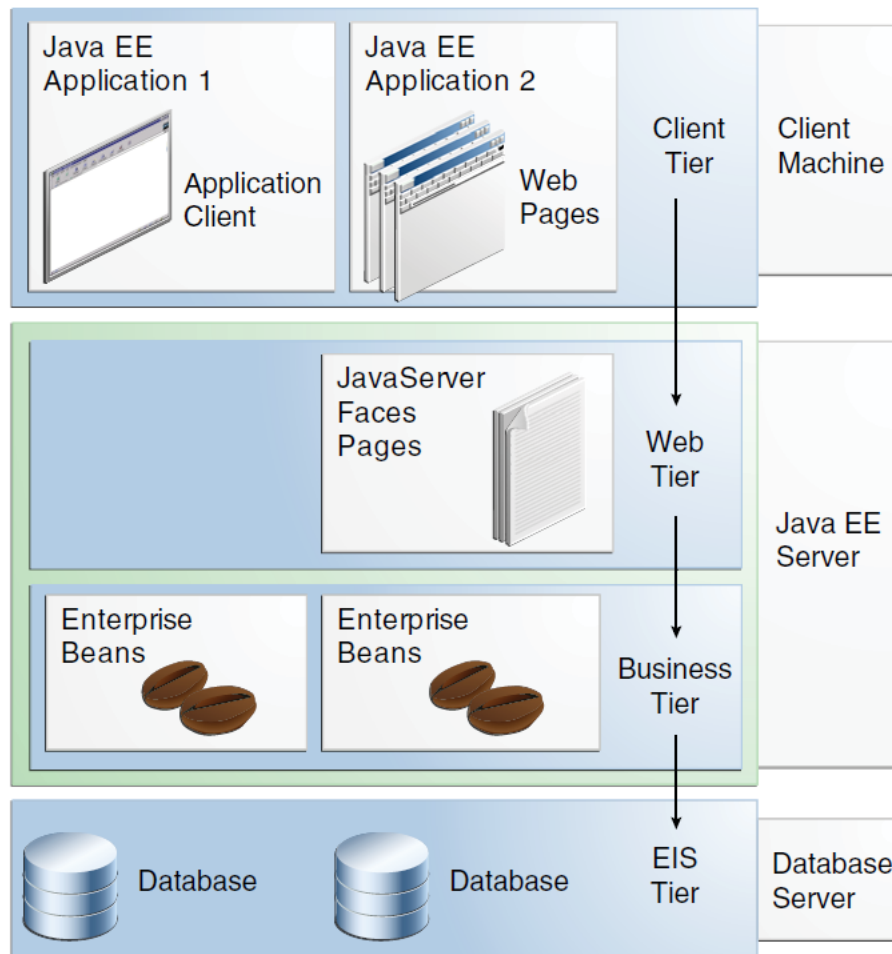 Java EE
Application 1
Application
Client
Java EE
Application 2
Web
Pages
Client
Tier
Client
Machine
JavaServer
Faces
Pages
Web
Tier
Java EE
Server
Enterprise
Beans
Enterprise
Beans
Business
Tier
Database
Database
EIS
Tier
Database
Server